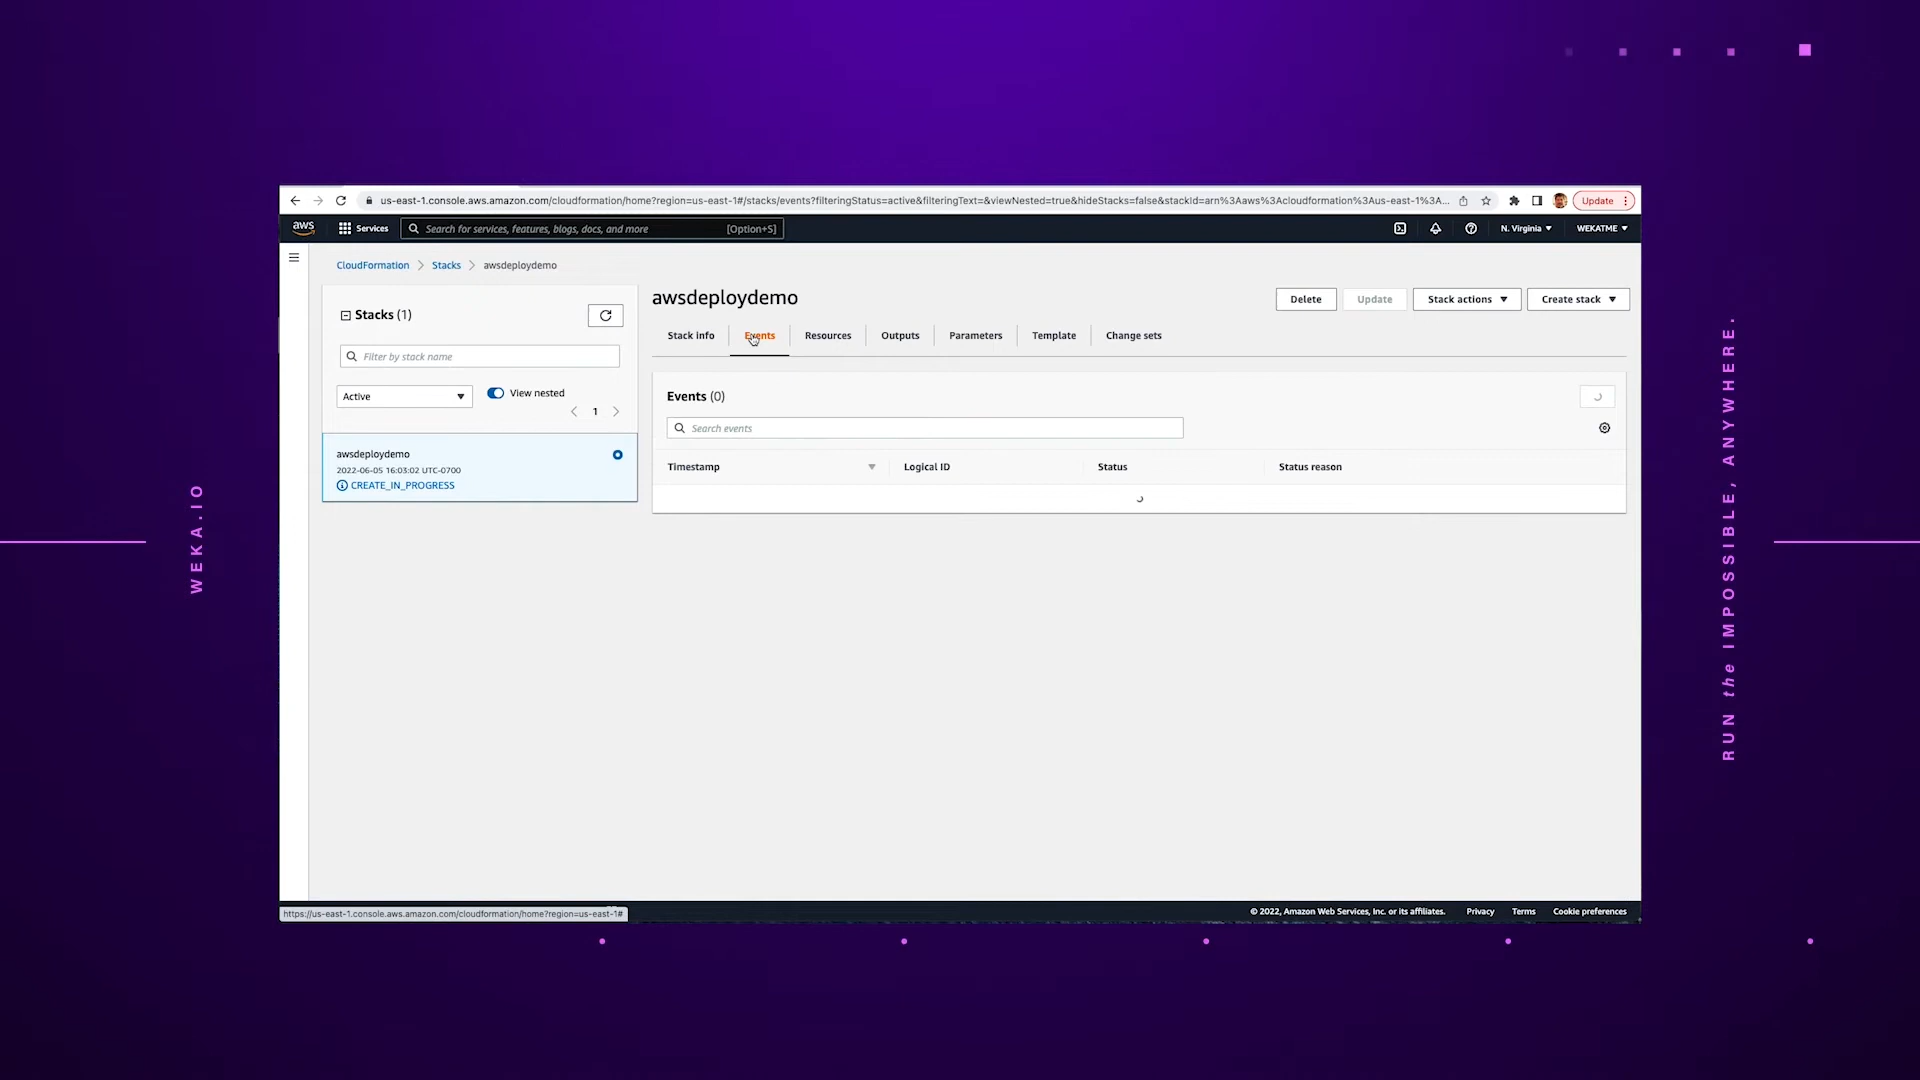 us-east-1.console.aws.amazon.com/cloudformation/home?region=us-east-1#/stacks/events?filteringStatus=active&filteringText=&viewNested=true&hideStacks=false&stackId=arn%3Aaws%3Acloudformation%3Aus-east-1%3A...
Update
aws
Services
Search for services, features, blogs, docs, and more
[Option+S]
N. Virginia
WEKATME
CloudFormation
Stacks
awsdeploydemo
Stacks (1)
Filter by stack name
Active
View nested
1
awsdeploydemo
2022-06-05 16:03:02 UTC-0700
CREATE_IN_PROGRESS
awsdeploydemo
Delete
Update
Stack actions
Create stack
Stack info
Events
Resources
Outputs
Parameters
Template
Change sets
Events (0)
Search events
Timestamp
Logical ID
Status
Status reason
https://us-east-1.console.aws.amazon.com/cloudformation/home?region=us-east-1#
© 2022, Amazon Web Services, Inc. or its affiliates.
Privacy
Terms
Cookie preferences
WEKA.IO
RUN the IMPOSSIBLE, ANYWHERE.